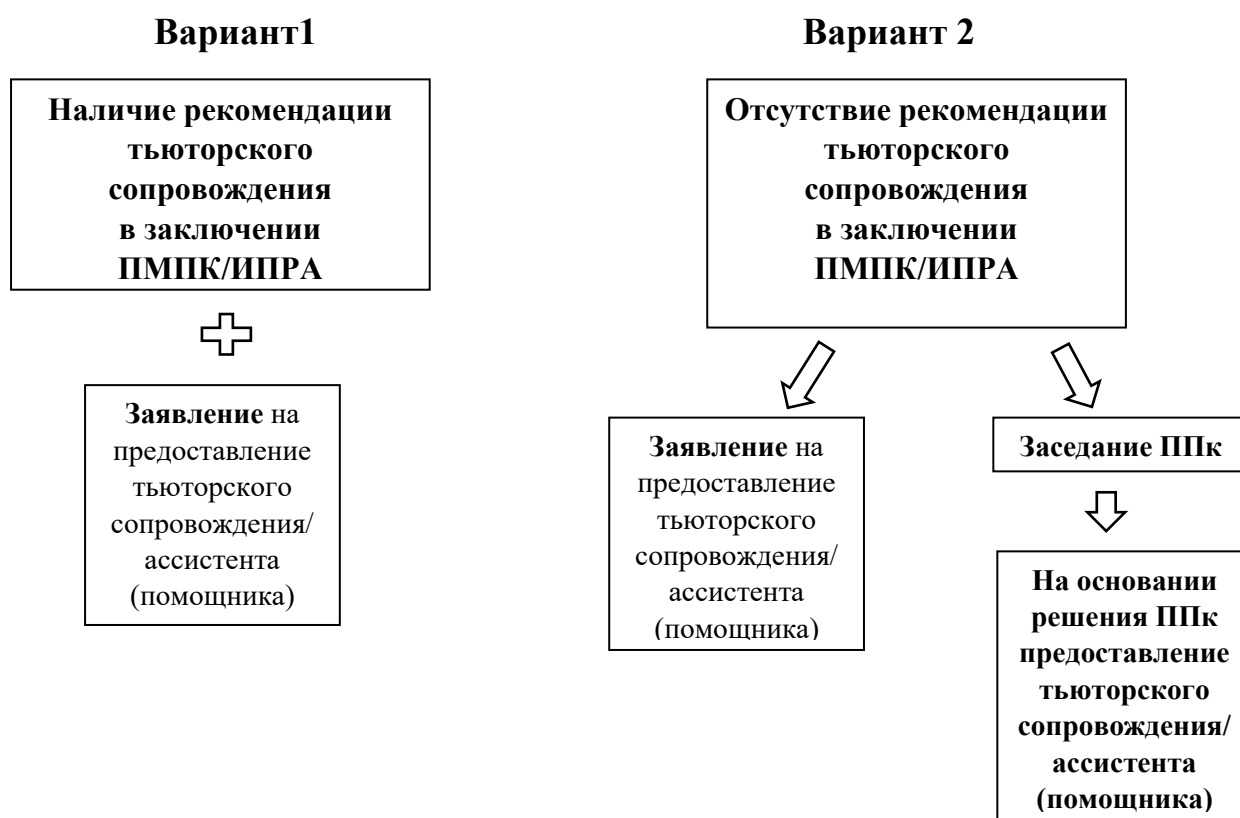 Вариант1
Наличие рекомендации
тьюторского
сопровождения
в заключении
ПМПК/ИПРА
Заявление на
предоставление
тьюторского
сопровождения/
ассистента
(помощника)
Вариант 2
Отсутствие рекомендации
тьюторского
сопровождения
в заключении
ПМПК/ИПРА
Заявление на
предоставление
тьюторского
сопровождения/
ассистента
(помощника)
Заседание ППк
На основании
решения ППк
предоставление
тьюторского
сопровождения/
ассистента
(помощника)